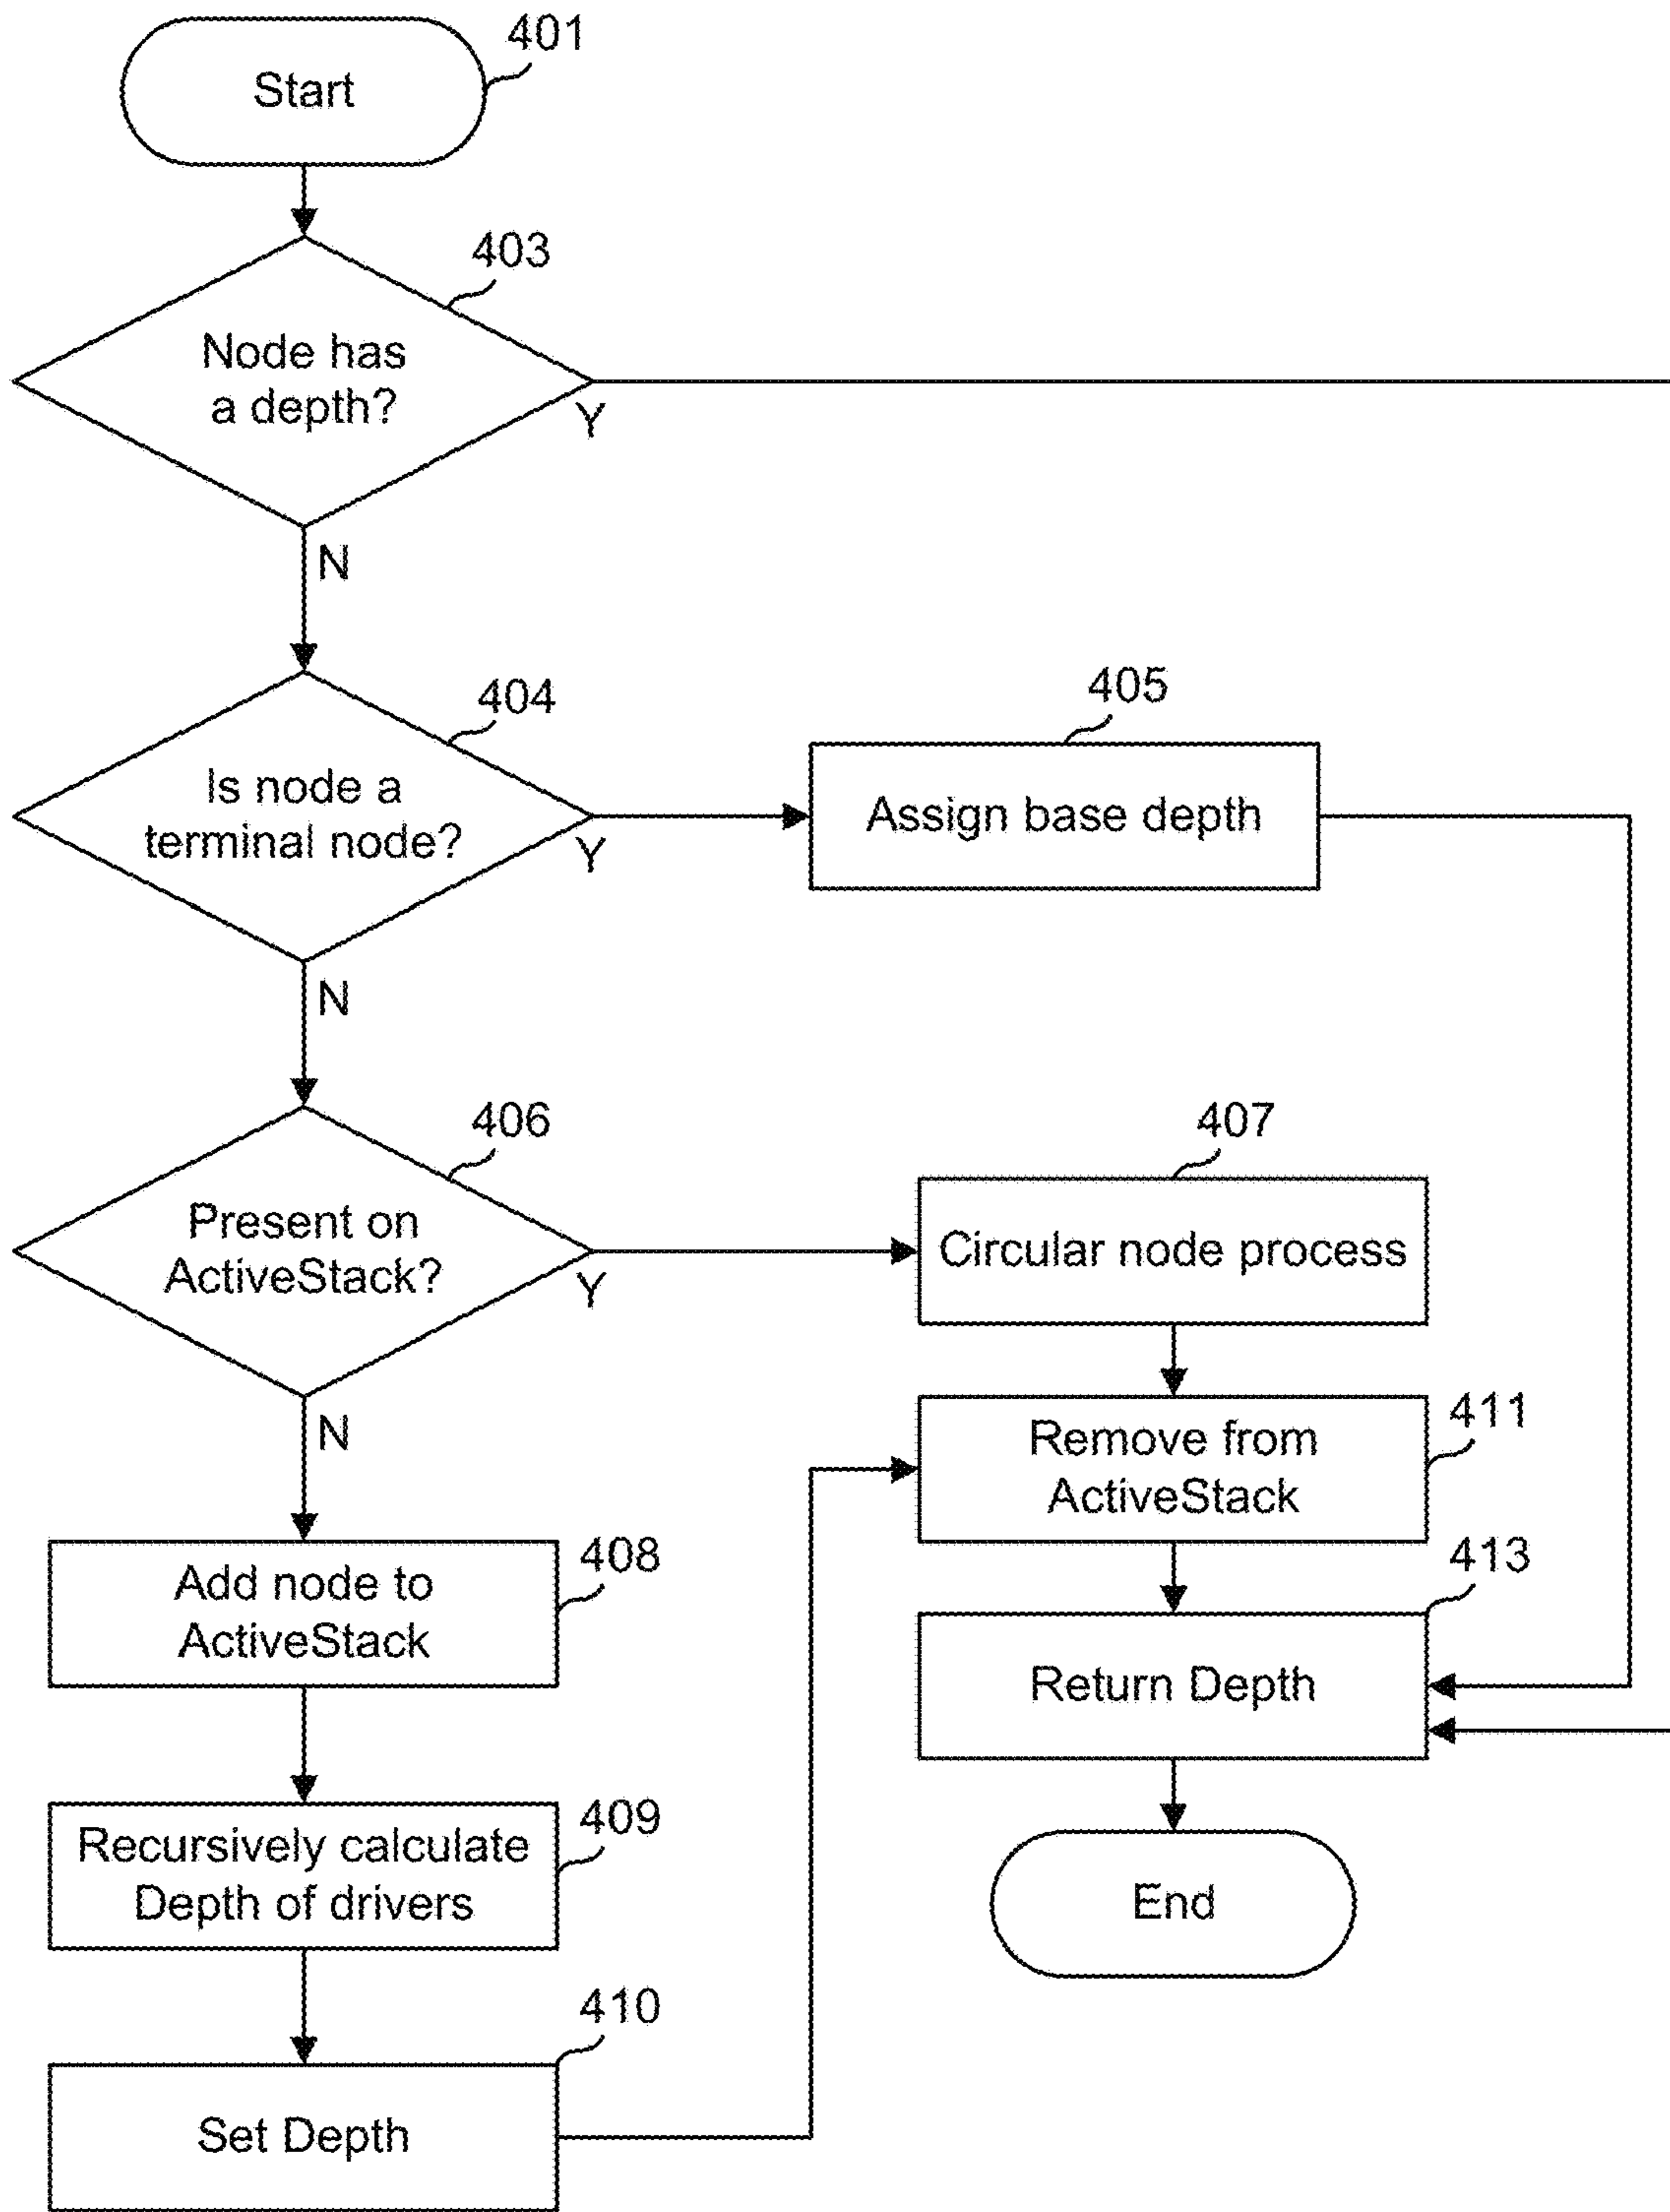 401
Start
403
Node has
a depth?
Y
N
404
Is node a
terminal node?
Y
N
405
Assign base depth
406
Present on
ActiveStack?
Y
N
407
Circular node process
411
Remove from
ActiveStack
408
Add node to
ActiveStack
413
Return Depth
409
Recursively calculate
Depth of drivers
End
410
Set Depth